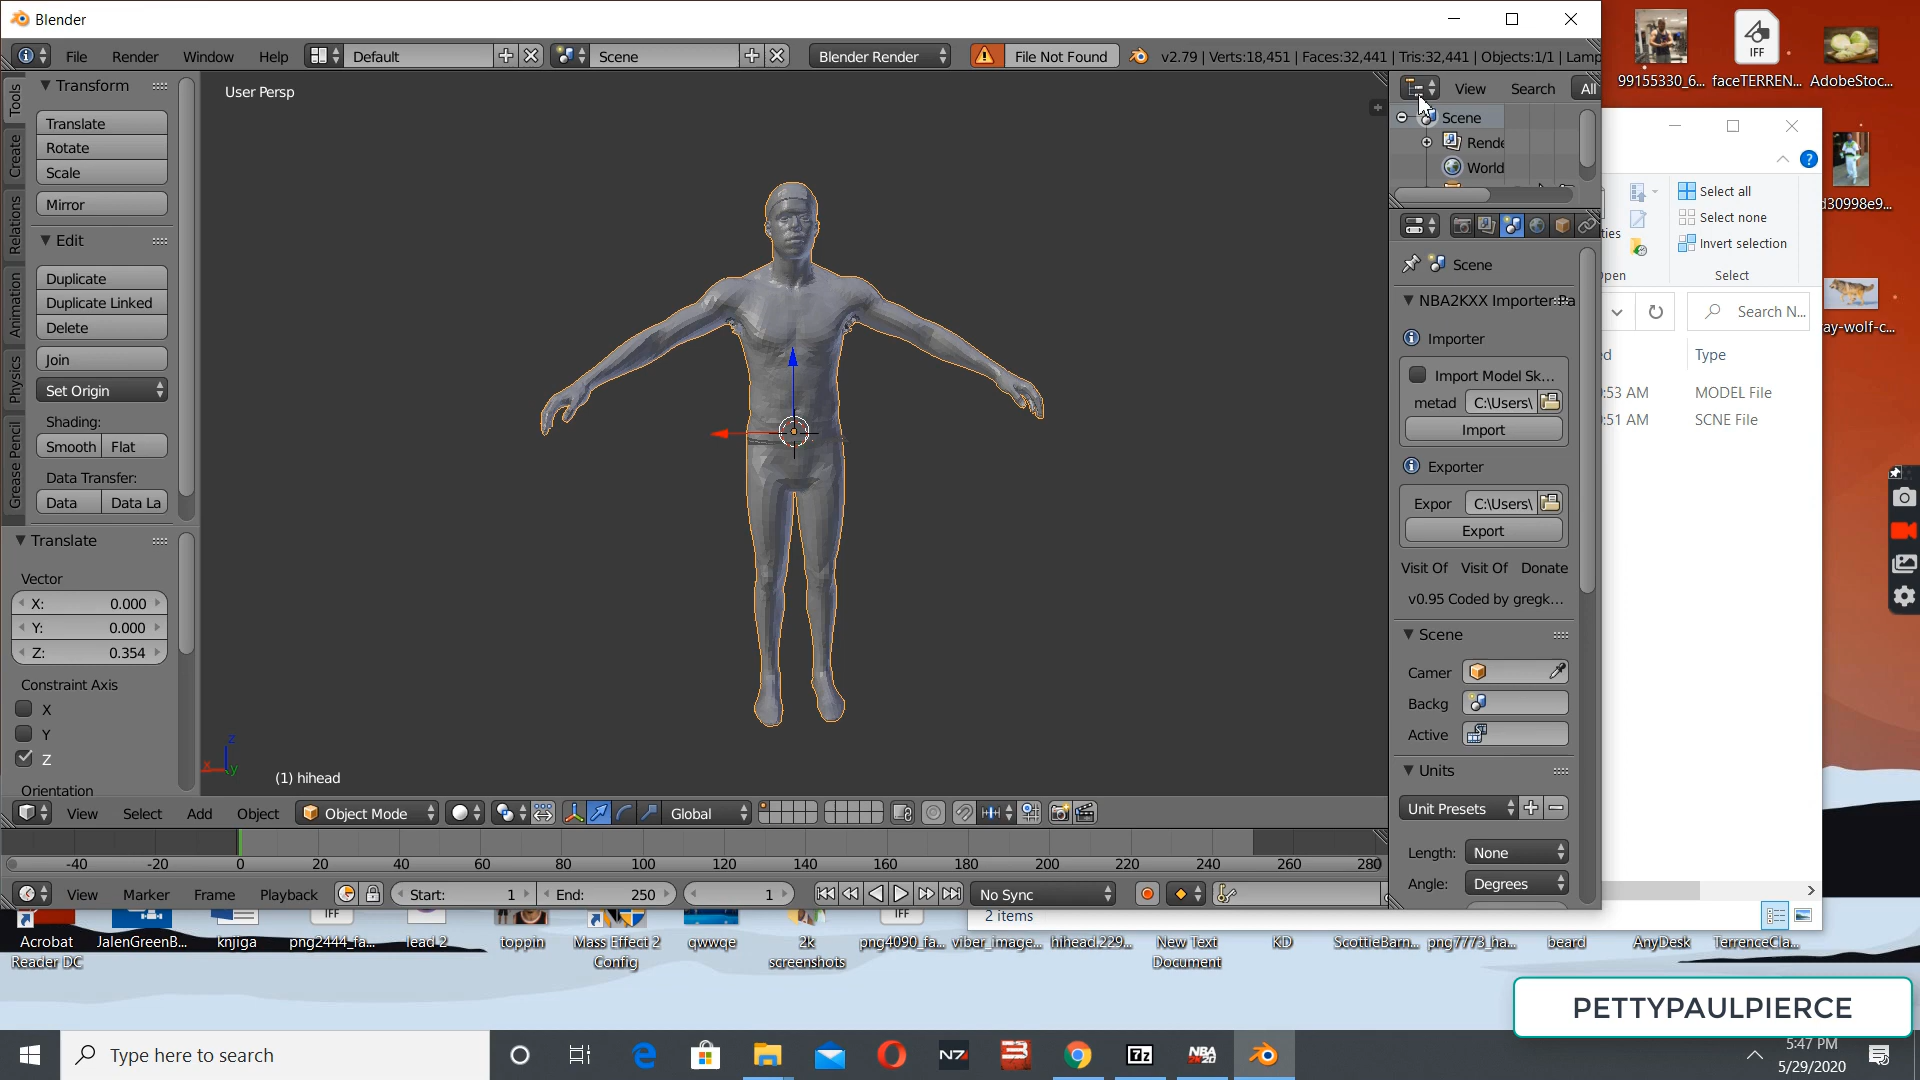 Blender
File Render Window Help Default Scene Blender Render File Not Found v2.79 | Verts:18,451 | Faces:32,441 | Tris:32,441 | Objects:1/1 | Lamp
Tools
Create
Relations
Animation
Physics
Grease Pencil
Transform
Translate
Rotate
Scale
Mirror
Edit
Duplicate
Duplicate Linked
Delete
Join
Set Origin
Shading:
Smooth Flat
Data Transfer:
Data Data La
Translate
Vector
X: 0.000
Y: 0.000
Z: 0.354
Constraint Axis
X
Y
Z
Orientation
User Persp
z
x
y
(1) hihead
View Select Add Object Object Mode Global
-40 -20 0 20 40 60 80 100 120 140 160 180 200 220 240 260 280
View Marker Frame Playback Start: 1 End: 250 1 No Sync
View Search All
Scene
Rende
World
Scene
NBA2KXX Importer Pa
Importer
Import Model Sk...
metad C:\Users\
Import
Exporter
Expor C:\Users\
Export
Visit Of Visit Of Donate
v0.95 Coded by gregk...
Scene
Camer
Backg
Active
Units
Unit Presets
Length: None
Angle: Degrees
IFF
99155330_6... faceTERREN... AdobeStoc...
d30998e9...
ay-wolf-c...
Select all
Select none
Invert selection
ties
pen
Select
Search N...
ed Type
:53 AM MODEL File
:51 AM SCNE File
2 items
IFF
IFF
Acrobat Reader DC
JalenGreenB...
knjiga
png2444_fa...
lead 2
toppin
Mass Effect 2 Config
qwwqe
2k screenshots
png4090_fa...
viber_image...
hihead.229...
New Text Document
KD
ScottieBarn...
png7773_ha...
beard
AnyDesk
TerrenceCla...
PETTYPAULPIERCE
Type here to search
N7
7z
NBA
5:47 PM
5/29/2020